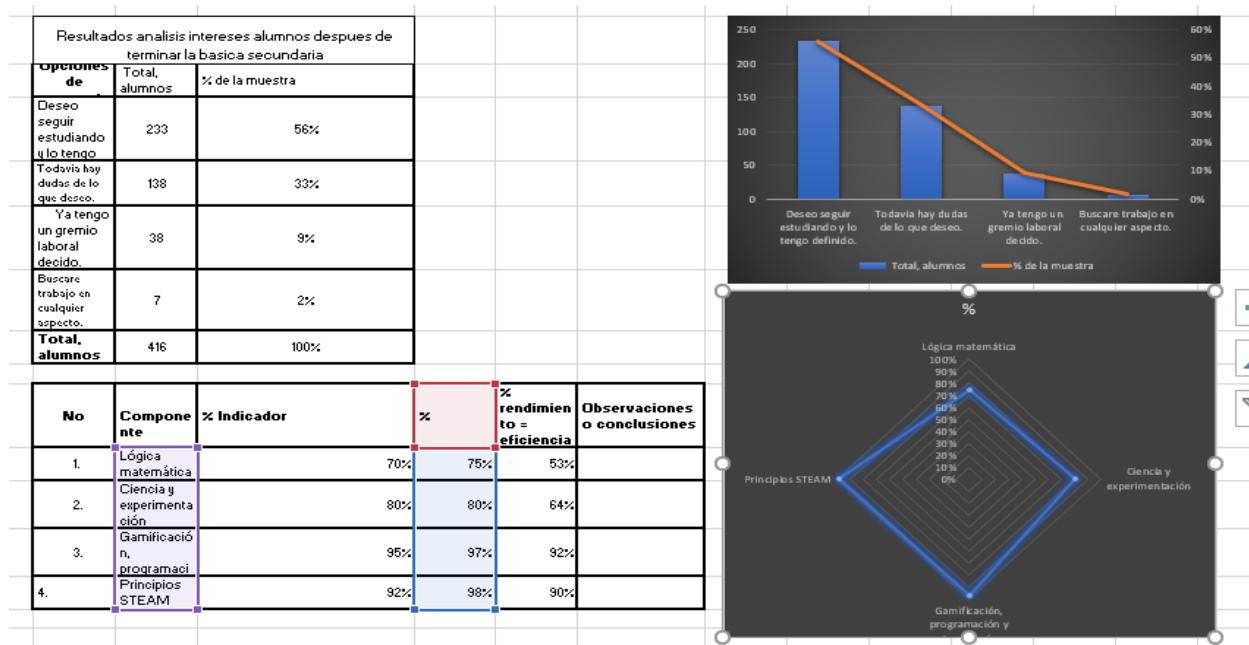 Resultados analisis intereses alumnos despues de
terminar la basica secundaria
Opciones
de
Total,
alumnos
% de la muestra
Deseo
seguir
estudiando
y lo tengo
233
56%
Todavia hay
dudas de lo
que deseo.
138
33%
Ya tengo
un gremio
laboral
decido.
38
9%
Buscare
trabajo en
cualquier
aspecto.
7
2%
Total,
alumnos
416
100%
No
Compone
nte
% Indicador
%
%
rendimien
to =
eficiencia
Observaciones
o conclusiones
1.
Lógica
matemática
70%
75%
53%
2.
Ciencia y
experimenta
ción
80%
80%
64%
3.
Gamificació
n,
programaci
95%
97%
92%
4.
Principios
STEAM
92%
98%
90%
250
200
150
100
50
0
60%
50%
40%
30%
20%
10%
0%
Deseo seguir
estudiando y lo
tengo definido.
Todavia hay dudas
de lo que deseo.
Ya tengo un
gremio laboral
decido.
Buscare trabajo en
cualquier aspecto.
Total, alumnos
% de la muestra
%
Lógica matemática
100%
90%
80%
70%
60%
50%
40%
30%
20%
10%
0%
Principios STEAM
Ciencia y
experimentación
Gamificación,
programación y